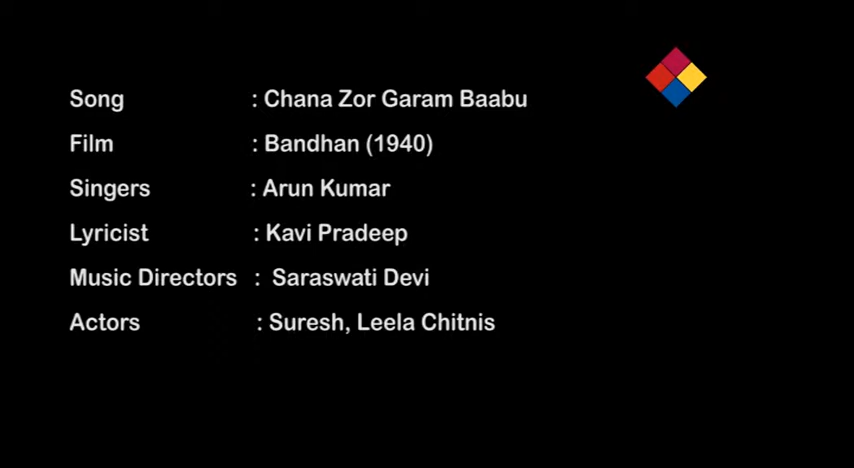 Song : Chana Zor Garam Baabu
Film : Bandhan (1940)
Singers : Arun Kumar
Lyricist : Kavi Pradeep
Music Directors : Saraswati Devi
Actors : Suresh, Leela Chitnis